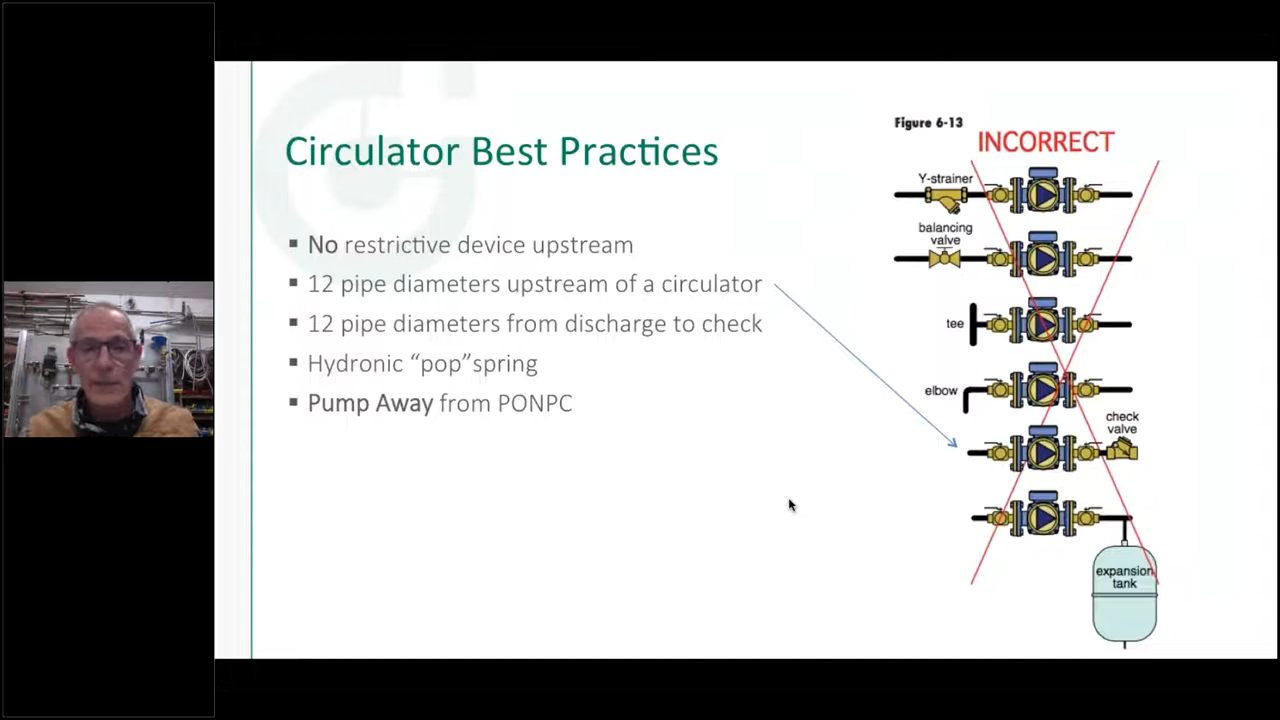 Circulator Best Practices
No restrictive device upstream
12 pipe diameters upstream of a circulator
12 pipe diameters from discharge to check
Hydronic “pop”spring
Pump Away from PONPC
Figure 6-13
INCORRECT
Y-strainer
balancing
valve
tee
elbow
check
valve
expansion
tank